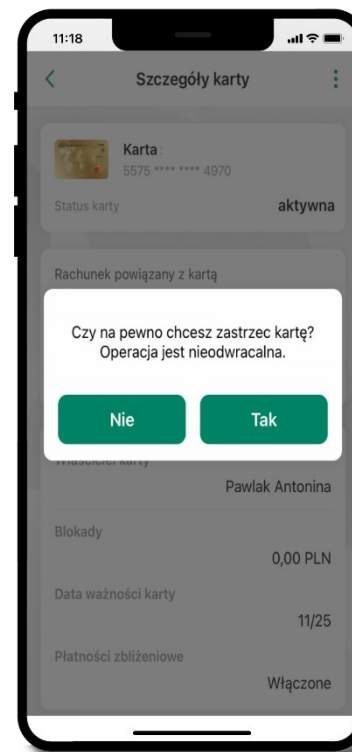 11:18
Szczegóły karty
Karta:
5575 **** **** 4970
Status karty
aktywna
Rachunek powiązany z kartą
Czy na pewno chcesz zastrzec kartę?
Operacja jest nieodwracalna.
Nie
Tak
Właściciel karty
Pawlak Antonina
Blokady
0,00 PLN
Data ważności karty
11/25
Płatności zbliżeniowe
Włączone